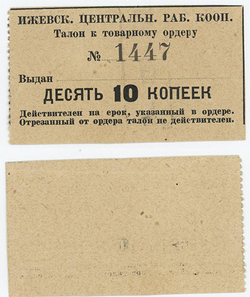 ИЖЕВСК. ЦЕНТРАЛЬН. РАБ. КООП.
Талон к товарному ордеру
№ 1447
Выдан
ДЕСЯТЬ 10 КОПЕЕК
Действителен на срок, указанный в ордере.
Отрезанный от ордера талон не действителен.